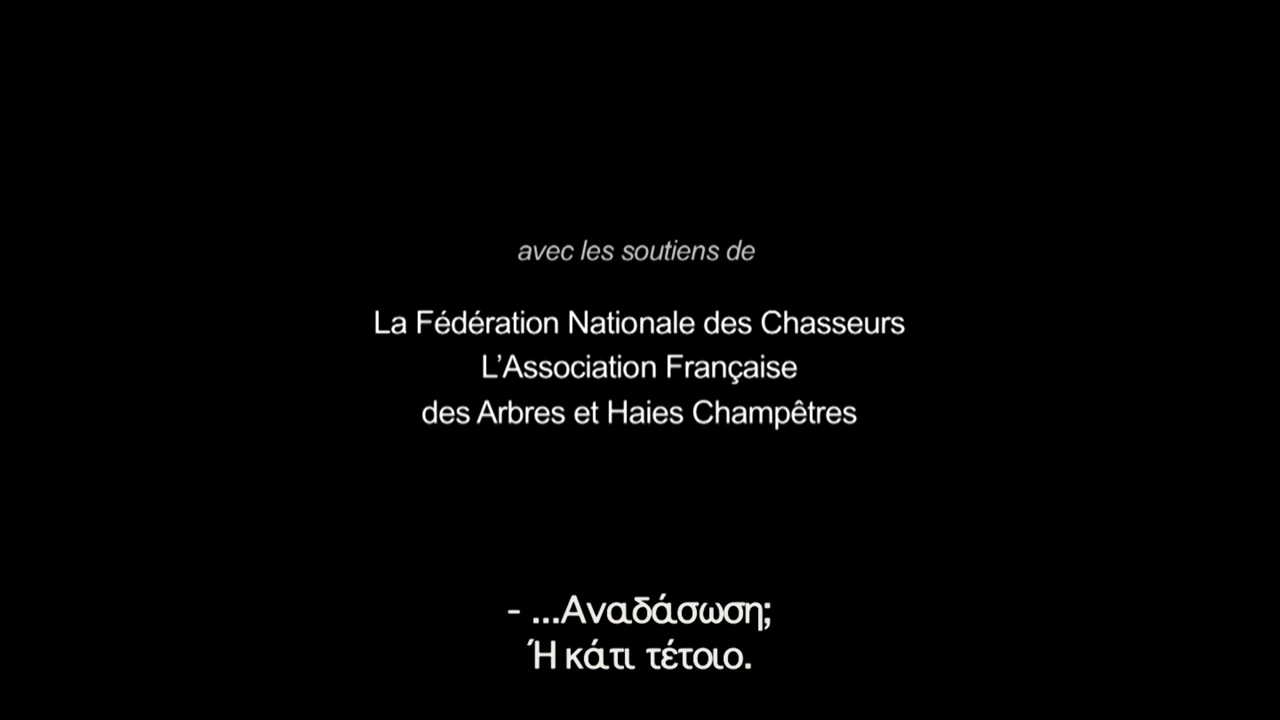 avec les soutiens de
La Fédération Nationale des Chasseurs
L’Association Française
des Arbres et Haies Champêtres
- ...Αναδάσωση;
Ή κάτι τέτοιο.